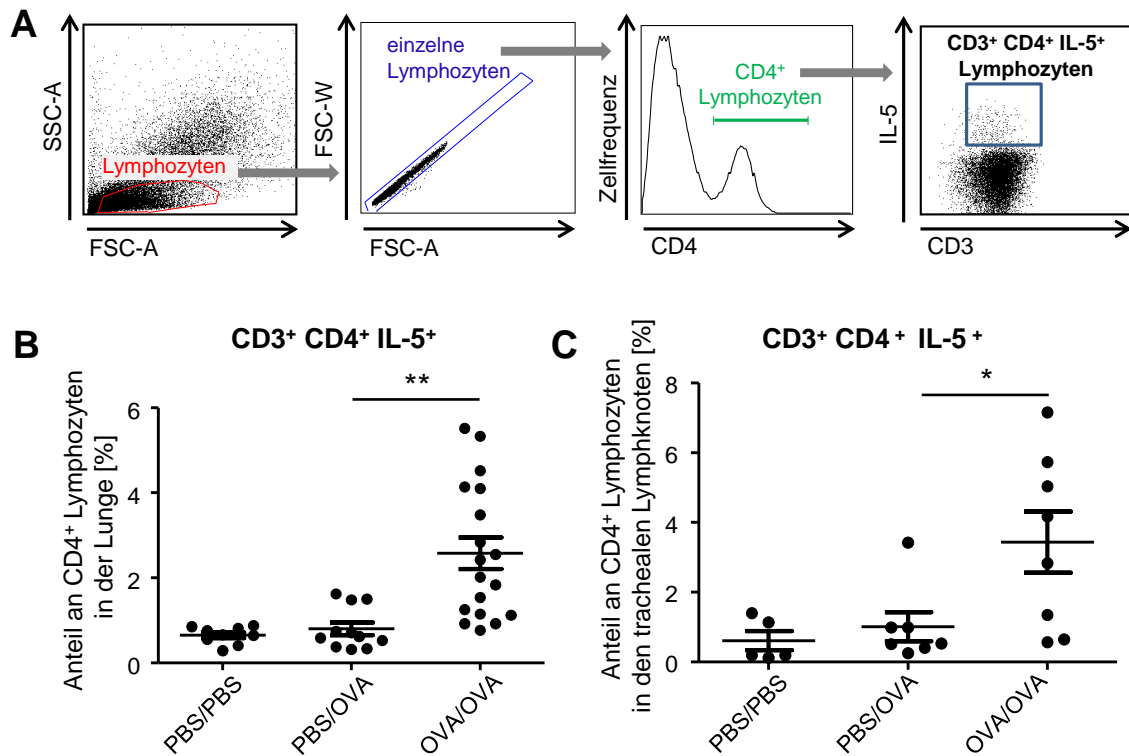 A
SSC-A
Lymphozyten
FSC-A
FSC-W
einzelne
Lymphozyten
FSC-A
Zellfrequenz
CD4⁺
Lymphozyten
CD4
IL-5
CD3⁺ CD4⁺ IL-5⁺
Lymphozyten
CD3
B
CD3⁺ CD4⁺ IL-5⁺
**
Anteil an CD4⁺ Lymphozyten
in der Lunge [%]
6
4
2
0
PBS/PBS
PBS/OVA
OVA/OVA
C
CD3⁺ CD4 ⁺ IL-5 ⁺
*
Anteil an CD4⁺ Lymphozyten
in den trachealen Lymphknoten [%]
8
6
4
2
0
PBS/PBS
PBS/OVA
OVA/OVA